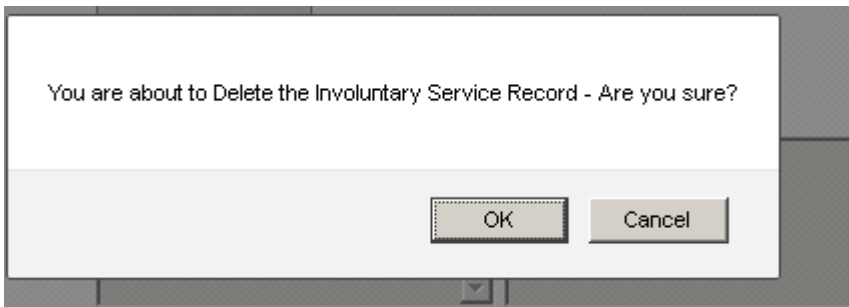 You are about to Delete the Involuntary Service Record - Are you sure?
OK
Cancel